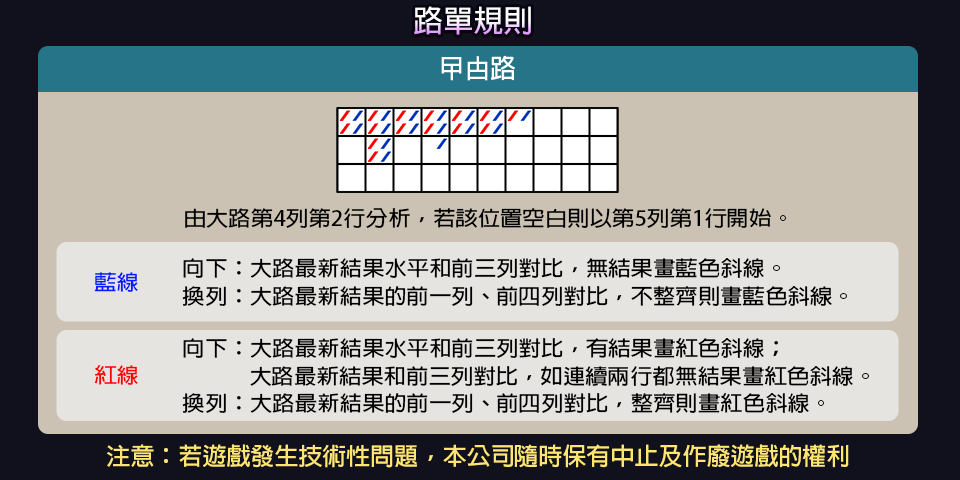 路單規則
曱甴路
由大路第4列第2行分析，若該位置空白則以第5列第1行開始。
藍線
向下：大路最新結果水平和前三列對比，無結果畫藍色斜線。
換列：大路最新結果的前一列、前四列對比，不整齊則畫藍色斜線。
紅線
向下：大路最新結果水平和前三列對比，有結果畫紅色斜線；
大路最新結果和前三列對比，如連續兩行都無結果畫紅色斜線。
換列：大路最新結果的前一列、前四列對比，整齊則畫紅色斜線。
注意：若遊戲發生技術性問題，本公司隨時保有中止及作廢遊戲的權利